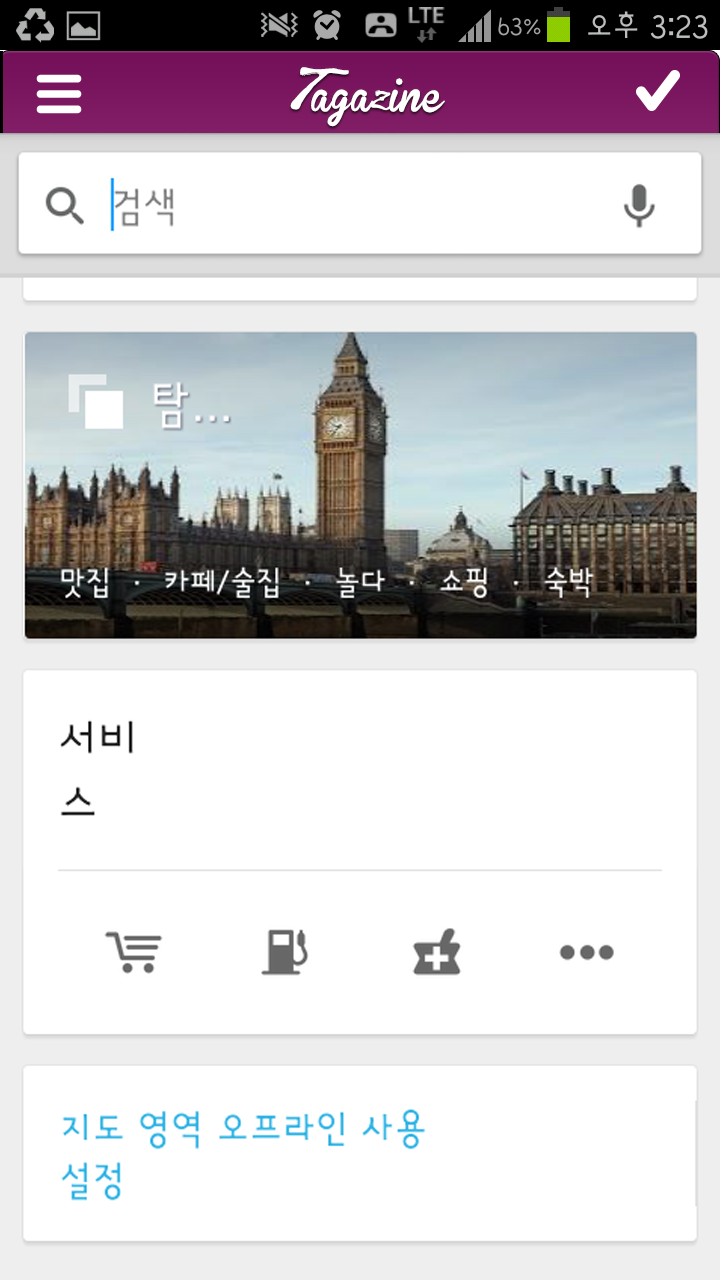 LTE
63% 오후 3:23
Tagazine
검색
탐...
맛집 · 카페/술집 · 놀다 · 쇼핑 · 숙박
서비
스
지도 영역 오프라인 사용
설정